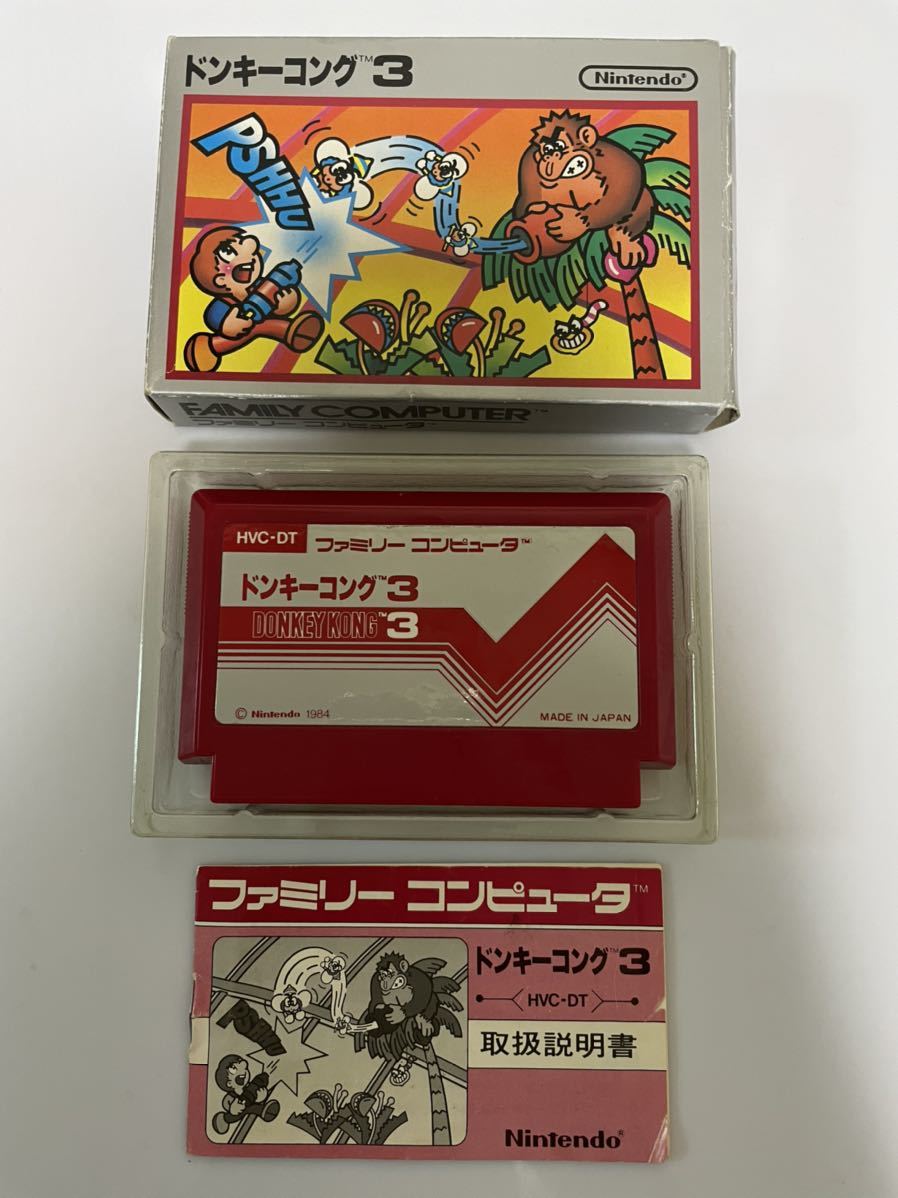 ドンキーコング™3
Nintendo®
PSHHU
FAMILY COMPUTER™
ファミリー コンピュータ™
HVC-DT
ファミリー コンピュータ™
ドンキーコング™3
DONKEY KONG™3
© Nintendo 1984
MADE IN JAPAN
ファミリー コンピュータ™
ドンキーコング™3
HVC-DT
取扱説明書
PSHHU
Nintendo®